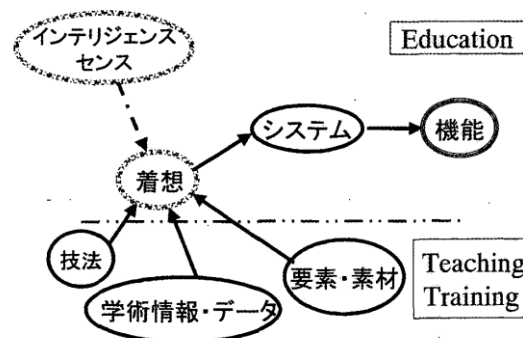 インテリジェンス
センス
Education
システム
機能
着想
技法
学術情報・データ
要素・素材
Teaching
Training